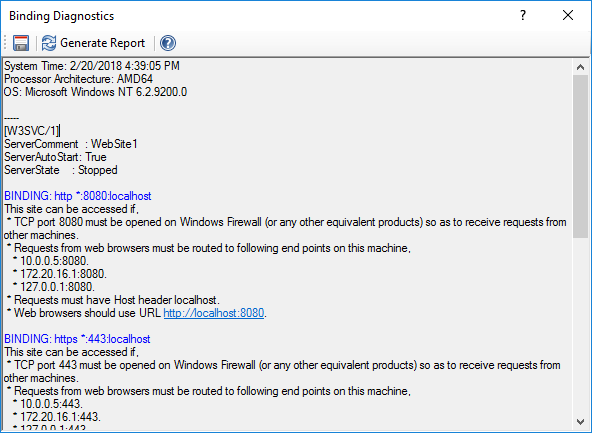 Binding Diagnostics
Generate Report
System Time: 2/20/2018 4:39:05 PM
Processor Architecture: AMD64
OS: Microsoft Windows NT 6.2.9200.0
-----
[W3SVC/1]
ServerComment : WebSite1
ServerAutoStart: True
ServerState : Stopped
BINDING: http *:8080:localhost
This site can be accessed if,
* TCP port 8080 must be opened on Windows Firewall (or any other equivalent products) so as to receive requests from
other machines.
* Requests from web browsers must be routed to following end points on this machine,
* 10.0.0.5:8080.
* 172.20.16.1:8080.
* 127.0.0.1:8080.
* Requests must have Host header localhost.
* Web browsers should use URL http://localhost:8080.
BINDING: https *:443:localhost
This site can be accessed if,
* TCP port 443 must be opened on Windows Firewall (or any other equivalent products) so as to receive requests from
other machines.
* Requests from web browsers must be routed to following end points on this machine,
* 10.0.0.5:443.
* 172.20.16.1:443.
* 127.0.0.1:443.